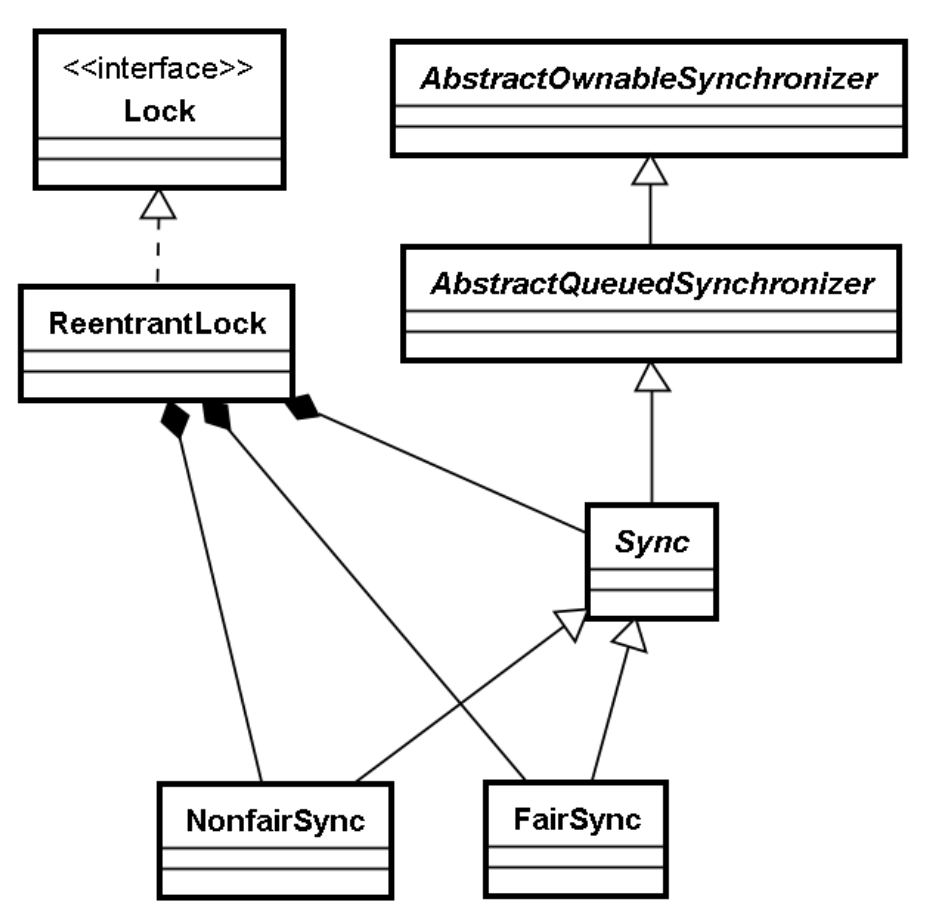 <<interface>>
Lock
AbstractOwnableSynchronizer
AbstractQueuedSynchronizer
ReentrantLock
Sync
NonfairSync
FairSync